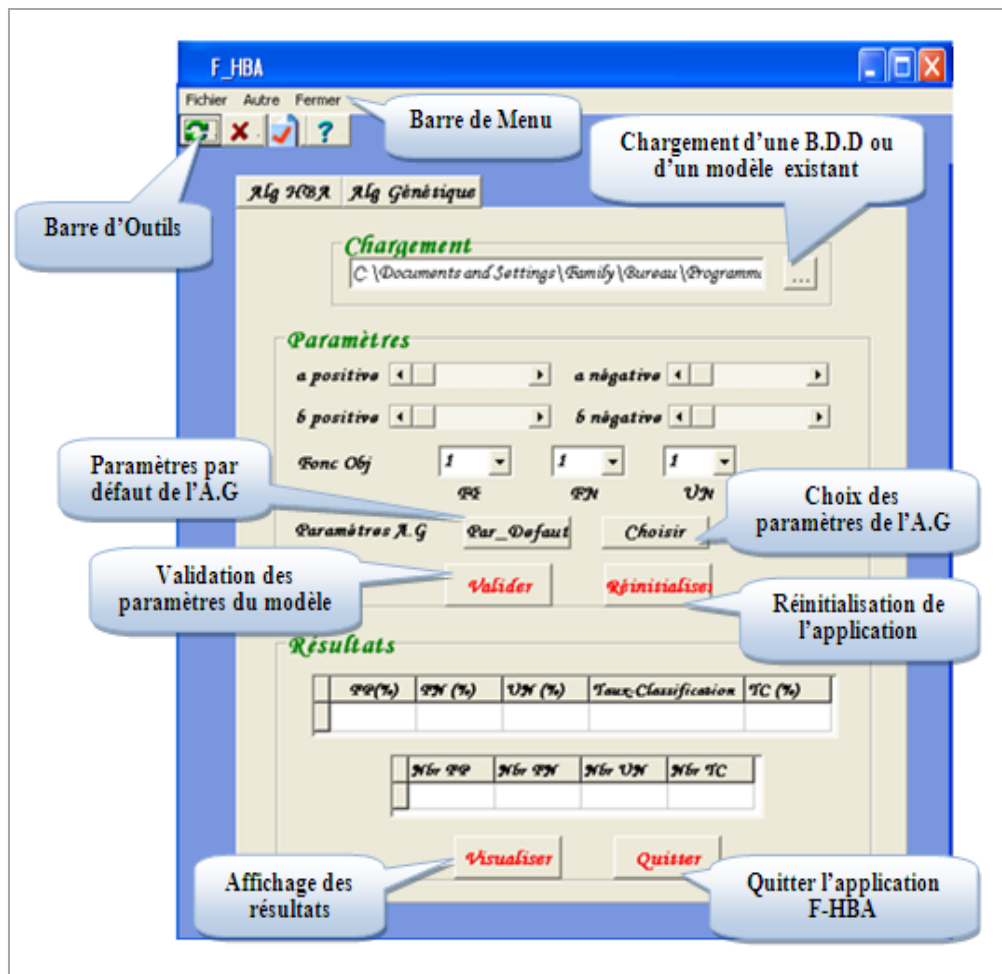 F_HBA
Fichier Autre Fermer
Barre de Menu
?
Chargement d'une B.D.D ou
d'un modèle existant
Barre d'Outils
Alg HBA Alg Génétique
Chargement
C:\Documents and Settings\Family\Bureau\Programme
...
Paramètres
a positive a négative
b positive b négative
Fonc Obj 1 1 1
PP PN UN
Paramètres par
défaut de l'A.G
Choix des
paramètres de l'A.G
Paramètres A.G Par_Defaut Choisir
Validation des
paramètres du modèle
Valider Réinitialiser
Réinitialisation de
l'application
Résultats
PP(%) PN (%) UN (%) Taux-Classification TC (%)
Nbr PP Nbr PN Nbr UN Nbr TC
Visualiser Quitter
Affichage des
résultats
Quitter l'application
F-HBA